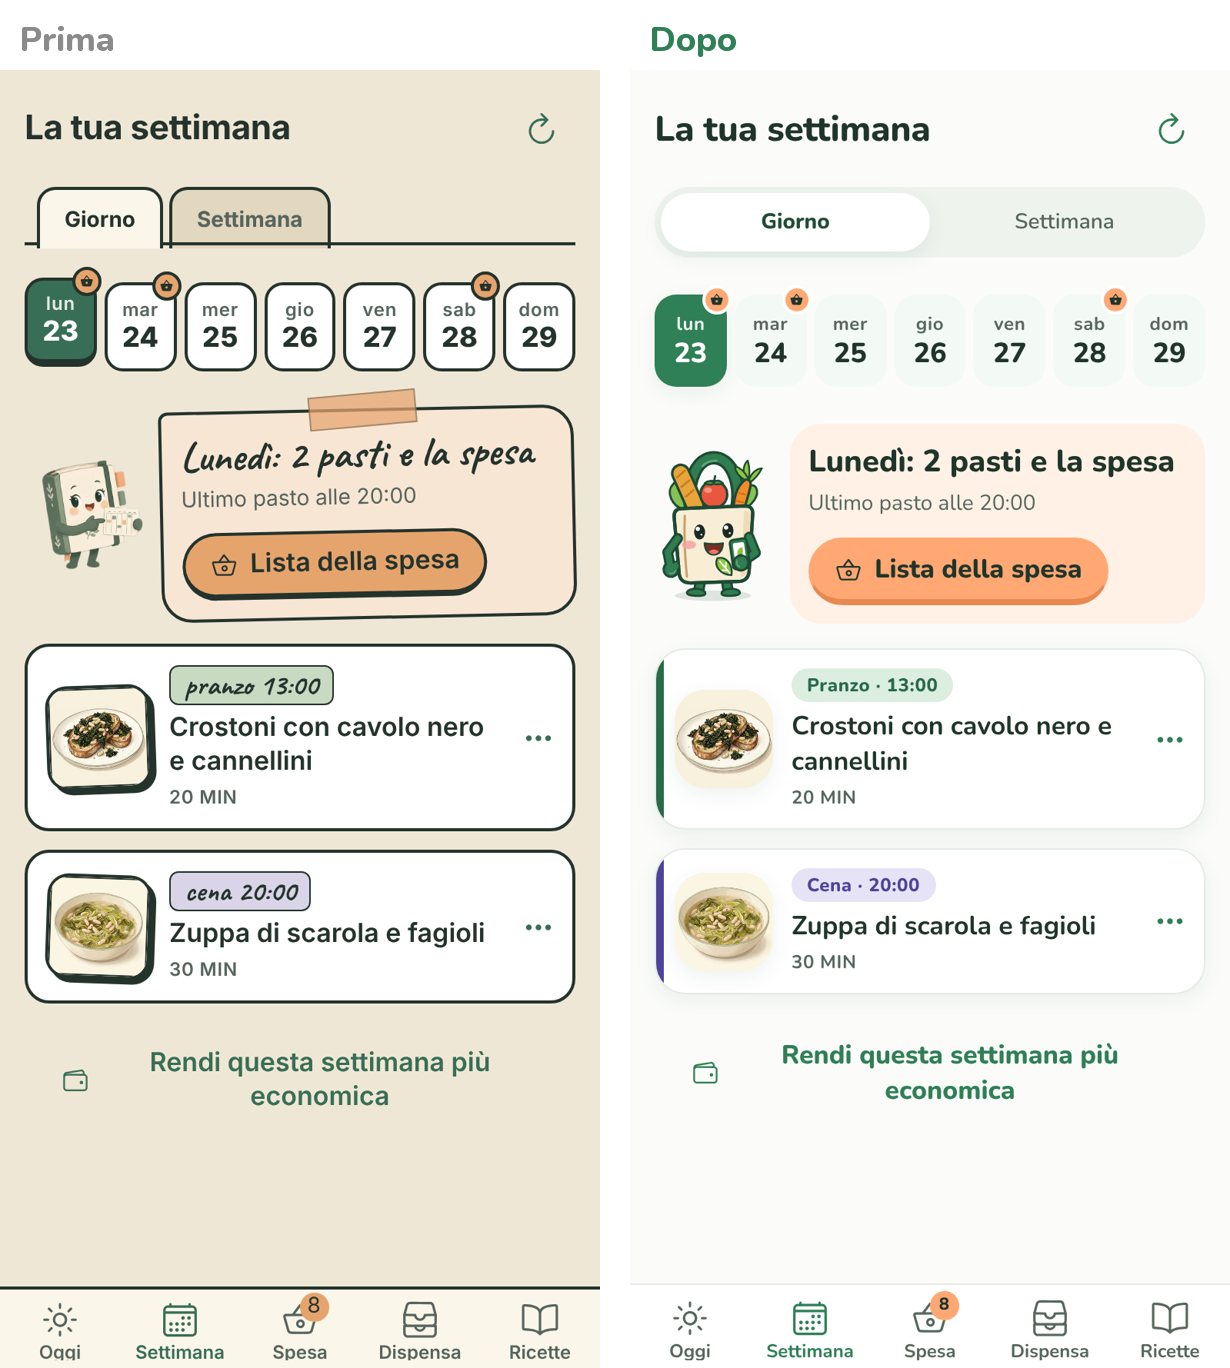 Prima
La tua settimana
Giorno
Settimana
lun
23
mar
24
mer
25
gio
26
ven
27
sab
28
dom
29
Lunedì: 2 pasti e la spesa
Ultimo pasto alle 20:00
Lista della spesa
pranzo 13:00
Crostoni con cavolo nero
e cannellini
20 MIN
cena 20:00
Zuppa di scarola e fagioli
30 MIN
Rendi questa settimana più
economica
8
Oggi
Settimana
Spesa
Dispensa
Ricette
Dopo
La tua settimana
Giorno
Settimana
lun
23
mar
24
mer
25
gio
26
ven
27
sab
28
dom
29
Lunedì: 2 pasti e la spesa
Ultimo pasto alle 20:00
Lista della spesa
Pranzo · 13:00
Crostoni con cavolo nero e
cannellini
20 MIN
Cena · 20:00
Zuppa di scarola e fagioli
30 MIN
Rendi questa settimana più
economica
8
Oggi
Settimana
Spesa
Dispensa
Ricette